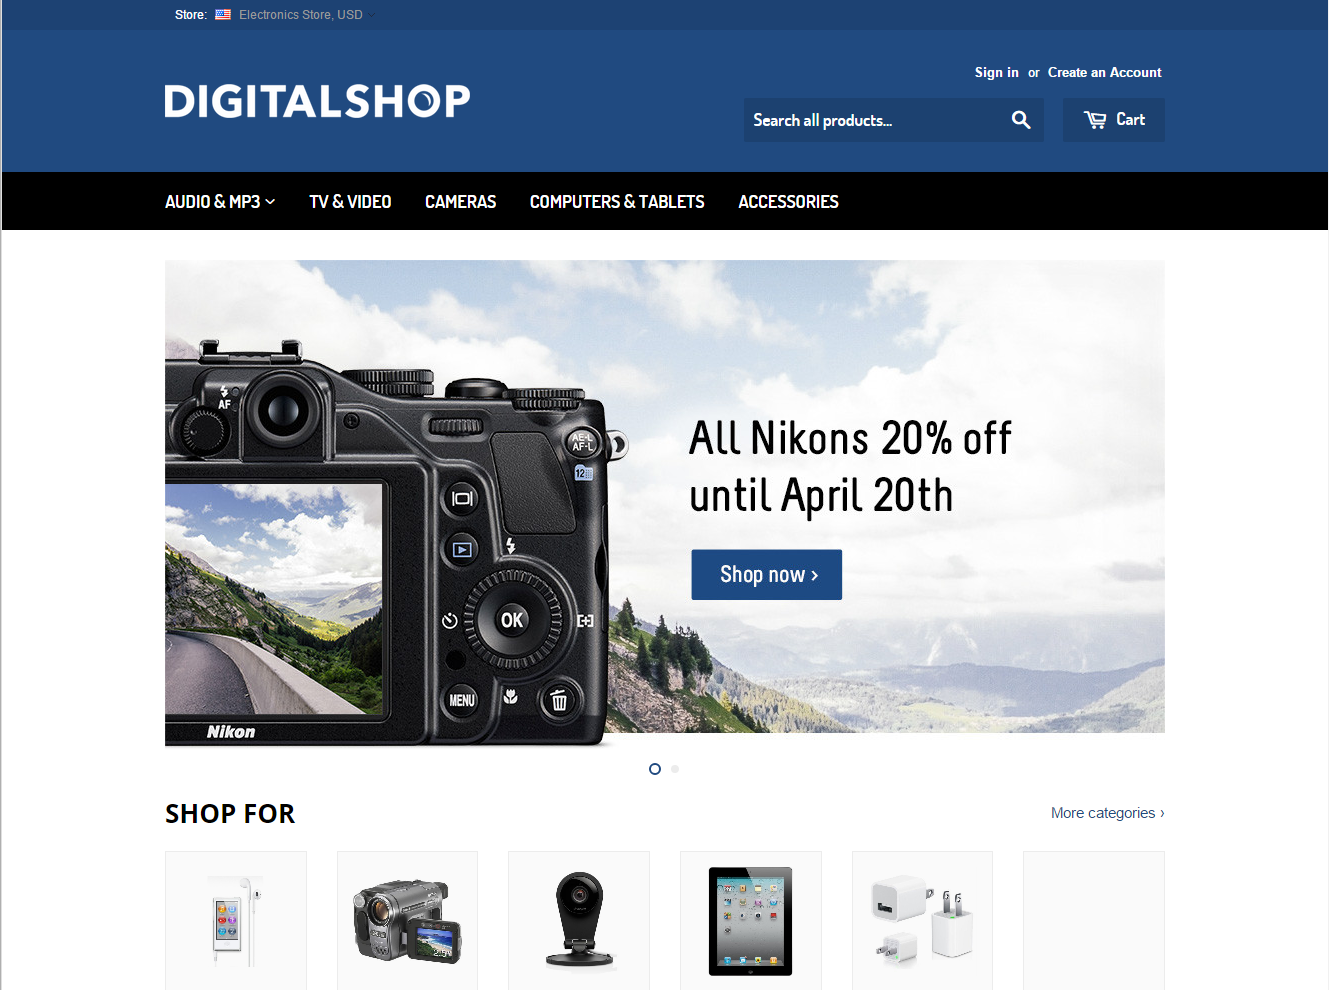 Store: Electronics Store, USD
Sign in or Create an Account
DIGITALSHOP
Search all products...
Cart
AUDIO & MP3
TV & VIDEO
CAMERAS
COMPUTERS & TABLETS
ACCESSORIES
AF
AE-L
AF-L
12
All Nikons 20% off
until April 20th
Shop now ›
OK
MENU
Nikon
SHOP FOR
More categories ›